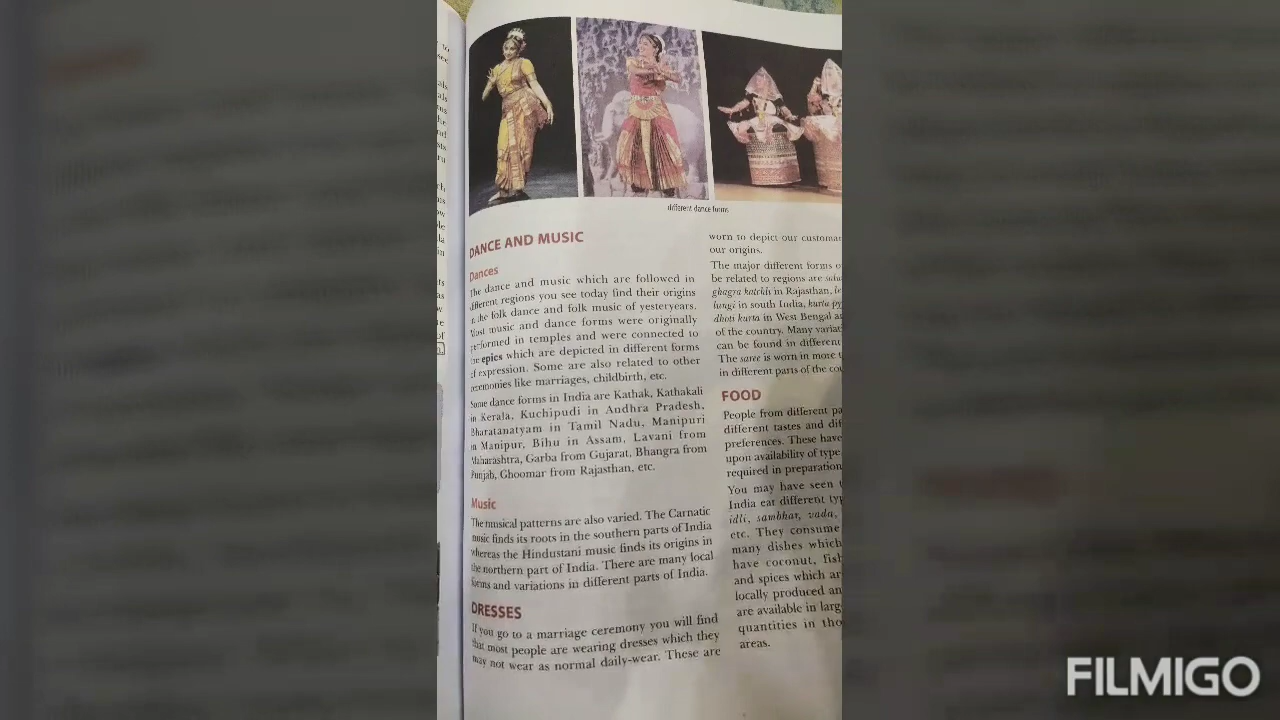 different dance forms
DANCE AND MUSIC
Dances
The dance and music which are followed in
different regions you see today find their origins
in the folk dance and folk music of yesteryears.
Most music and dance forms were originally
performed in temples and were connected to
the epics which are depicted in different forms
of expression. Some are also related to other
ceremonies like marriages, childbirth, etc.
Some dance forms in India are Kathak, Kathakali
in Kerala, Kuchipudi in Andhra Pradesh,
Bharatanatyam in Tamil Nadu, Manipuri
in Manipur, Bihu in Assam, Lavani from
Maharashtra, Garba from Gujarat, Bhangra from
Punjab, Ghoomar from Rajasthan, etc.
Music
The musical patterns are also varied. The Carnatic
music finds its roots in the southern parts of India
whereas the Hindustani music finds its origins in
the northern part of India. There are many local
forms and variations in different parts of India.
DRESSES
If you go to a marriage ceremony you will find
that most people are wearing dresses which they
may not wear as normal daily-wear. These are
worn to depict our customa
our origins.
The major different forms o
be related to regions are
ghagra katchli in Rajasthan,
lungi in south India, kurta py
dhoti kurta in West Bengal a
of the country. Many variat
can be found in different
The saree is worn in more t
in different parts of the cou
FOOD
People from different pa
different tastes and dif
preferences. These have
upon availability of type
required in preparation
You may have seen t
India eat different typ
idli, sambhar, vada,
etc. They consume
many dishes which
have coconut, fish
and spices which ar
locally produced an
are available in larg
quantities in tho
areas.
FILMIGO